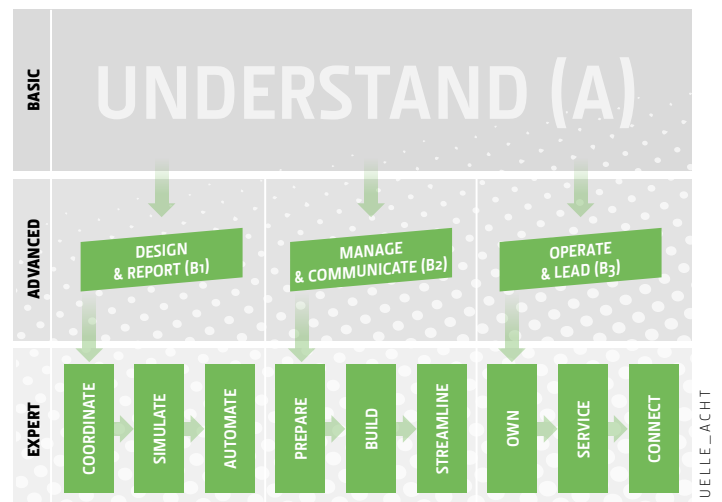 BASIC
UNDERSTAND (A)
ADVANCED
DESIGN
& REPORT (B1)
MANAGE
& COMMUNICATE (B2)
OPERATE
& LEAD (B3)
EXPERT
COORDINATE
SIMULATE
AUTOMATE
PREPARE
BUILD
STREAMLINE
OWN
SERVICE
CONNECT
UELLE_ACHT